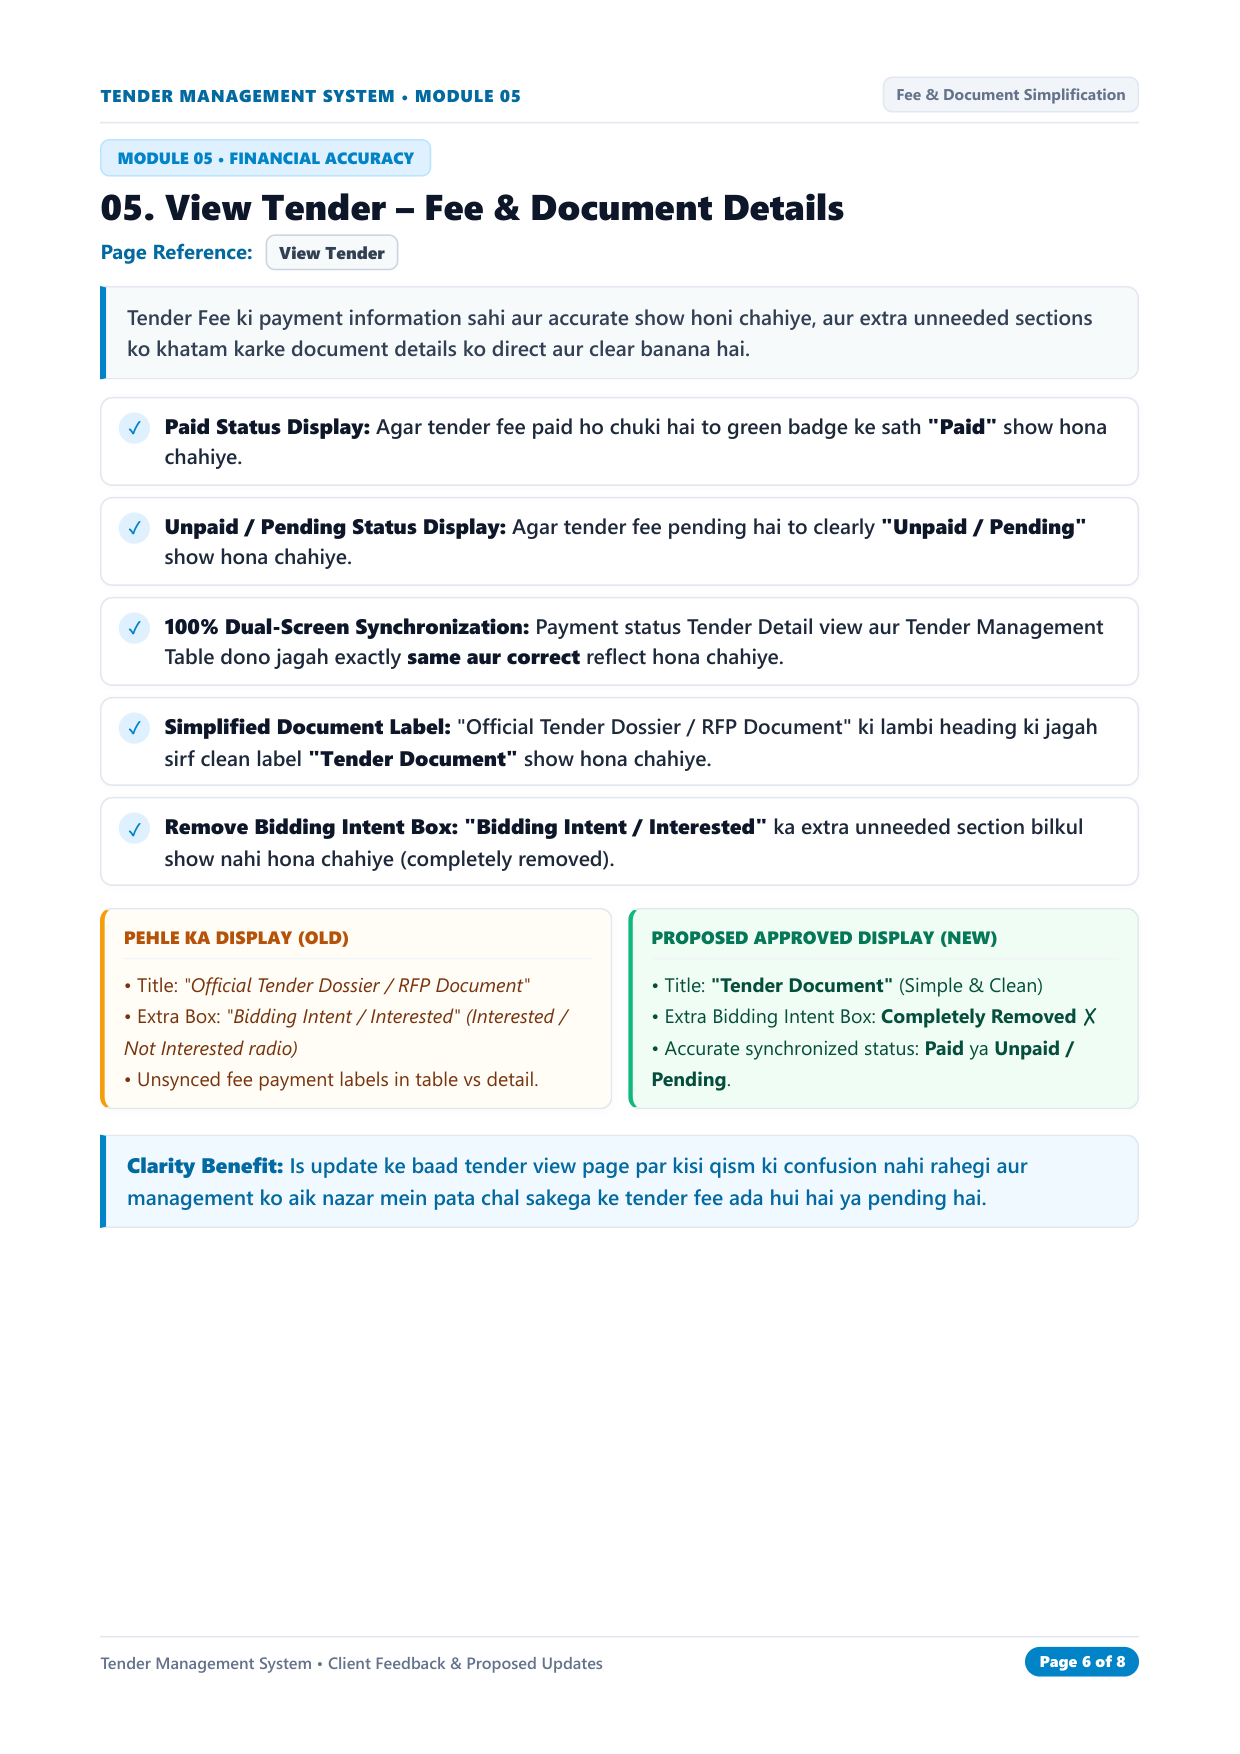 TENDER MANAGEMENT SYSTEM • MODULE 05
Fee & Document Simplification
MODULE 05 • FINANCIAL ACCURACY
05. View Tender – Fee & Document Details
Page Reference: View Tender
Tender Fee ki payment information sahi aur accurate show honi chahiye, aur extra unneeded sections
ko khatam karke document details ko direct aur clear banana hai.
✓ Paid Status Display: Agar tender fee paid ho chuki hai to green badge ke sath "Paid" show hona
chahiye.
✓ Unpaid / Pending Status Display: Agar tender fee pending hai to clearly "Unpaid / Pending"
show hona chahiye.
✓ 100% Dual-Screen Synchronization: Payment status Tender Detail view aur Tender Management
Table dono jagah exactly same aur correct reflect hona chahiye.
✓ Simplified Document Label: "Official Tender Dossier / RFP Document" ki lambi heading ki jagah
sirf clean label "Tender Document" show hona chahiye.
✓ Remove Bidding Intent Box: "Bidding Intent / Interested" ka extra unneeded section bilkul
show nahi hona chahiye (completely removed).
PEHLE KA DISPLAY (OLD)
• Title: "Official Tender Dossier / RFP Document"
• Extra Box: "Bidding Intent / Interested" (Interested /
Not Interested radio)
• Unsynced fee payment labels in table vs detail.
PROPOSED APPROVED DISPLAY (NEW)
• Title: "Tender Document" (Simple & Clean)
• Extra Bidding Intent Box: Completely Removed ✗
• Accurate synchronized status: Paid ya Unpaid /
Pending.
Clarity Benefit: Is update ke baad tender view page par kisi qism ki confusion nahi rahegi aur
management ko aik nazar mein pata chal sakega ke tender fee ada hui hai ya pending hai.
Tender Management System • Client Feedback & Proposed Updates
Page 6 of 8